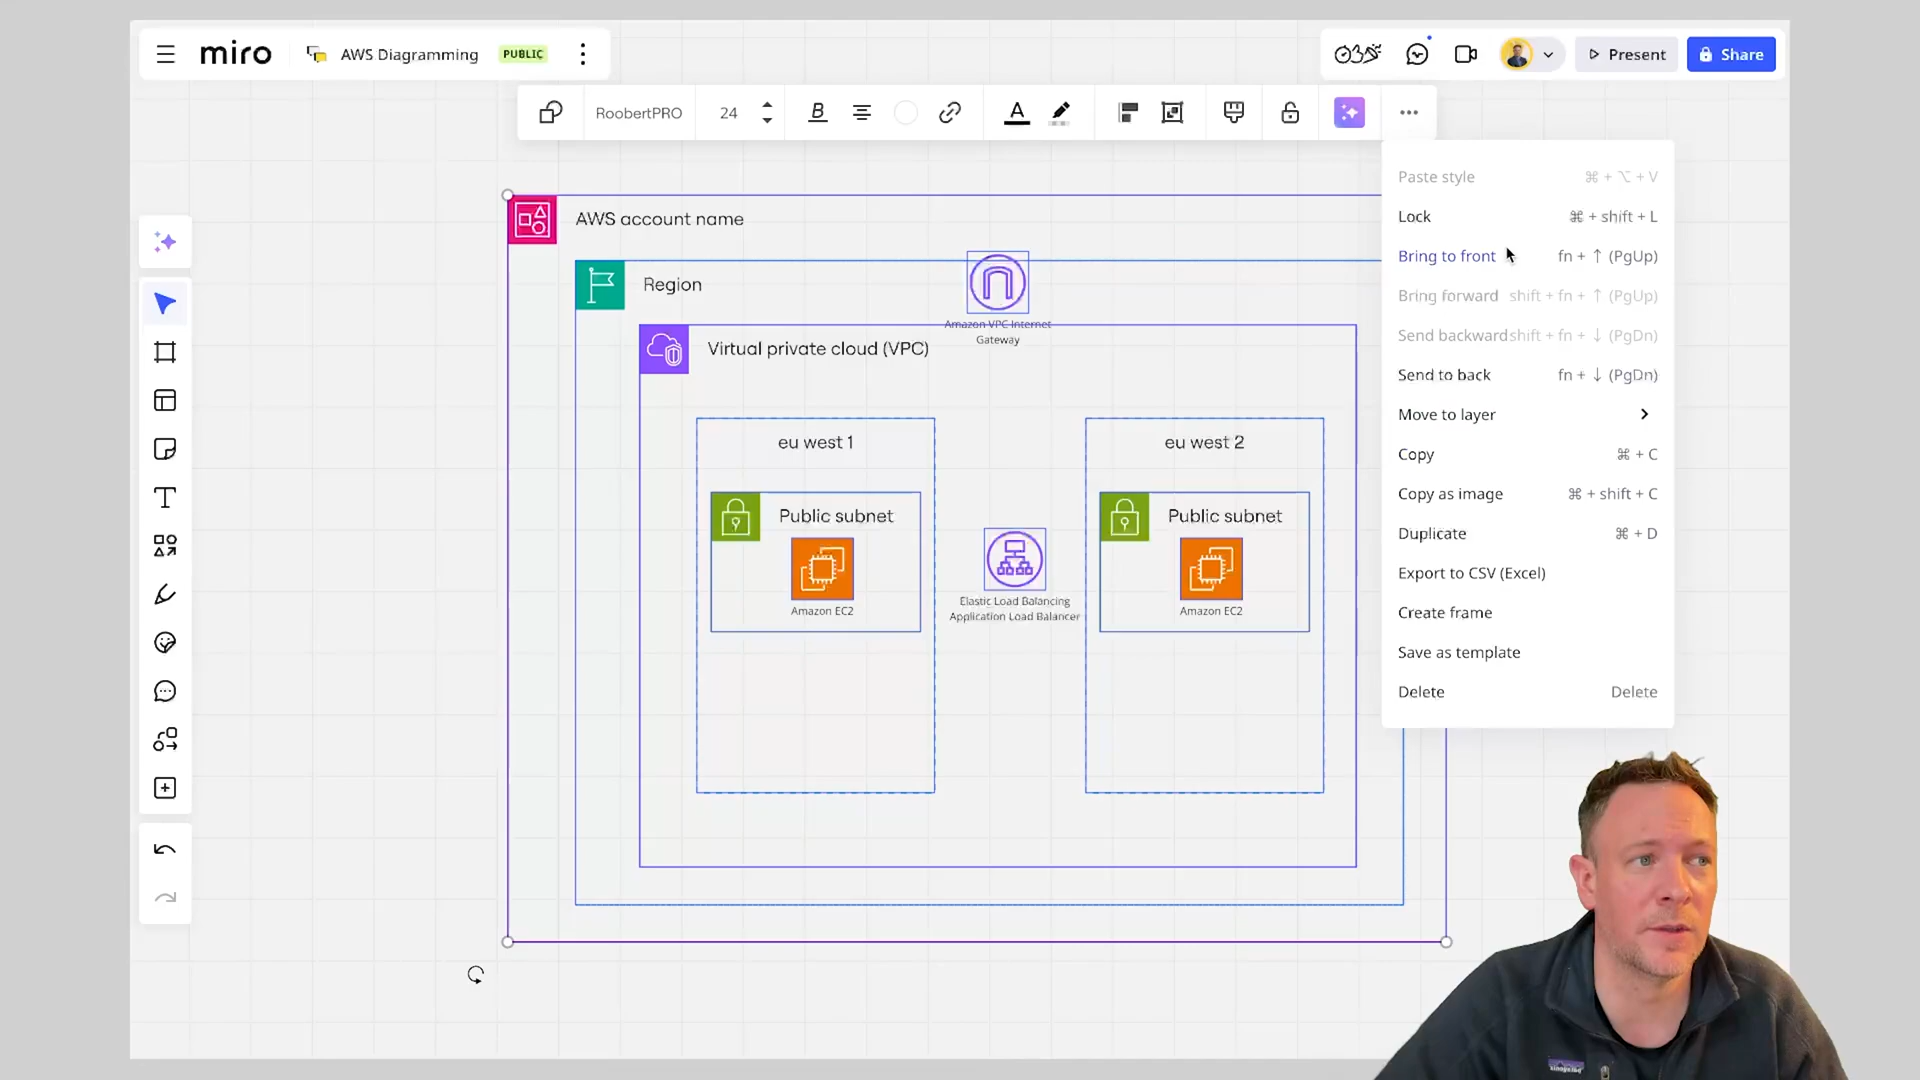 miro
AWS Diagramming
PUBLIC
Present
Share
RoobertPRO
24
B
A
Paste style ⌘ + ⌥ + V
Lock ⌘ + shift + L
Bring to front fn + ↑ (PgUp)
Bring forward shift + fn + ↑ (PgUp)
Send backward shift + fn + ↓ (PgDn)
Send to back fn + ↓ (PgDn)
Move to layer
Copy ⌘ + C
Copy as image ⌘ + shift + C
Duplicate ⌘ + D
Export to CSV (Excel)
Create frame
Save as template
Delete Delete
AWS account name
Region
Amazon VPC Internet
Gateway
Virtual private cloud (VPC)
eu west 1
eu west 2
Public subnet
Public subnet
Amazon EC2
Elastic Load Balancing
Application Load Balancer
Amazon EC2